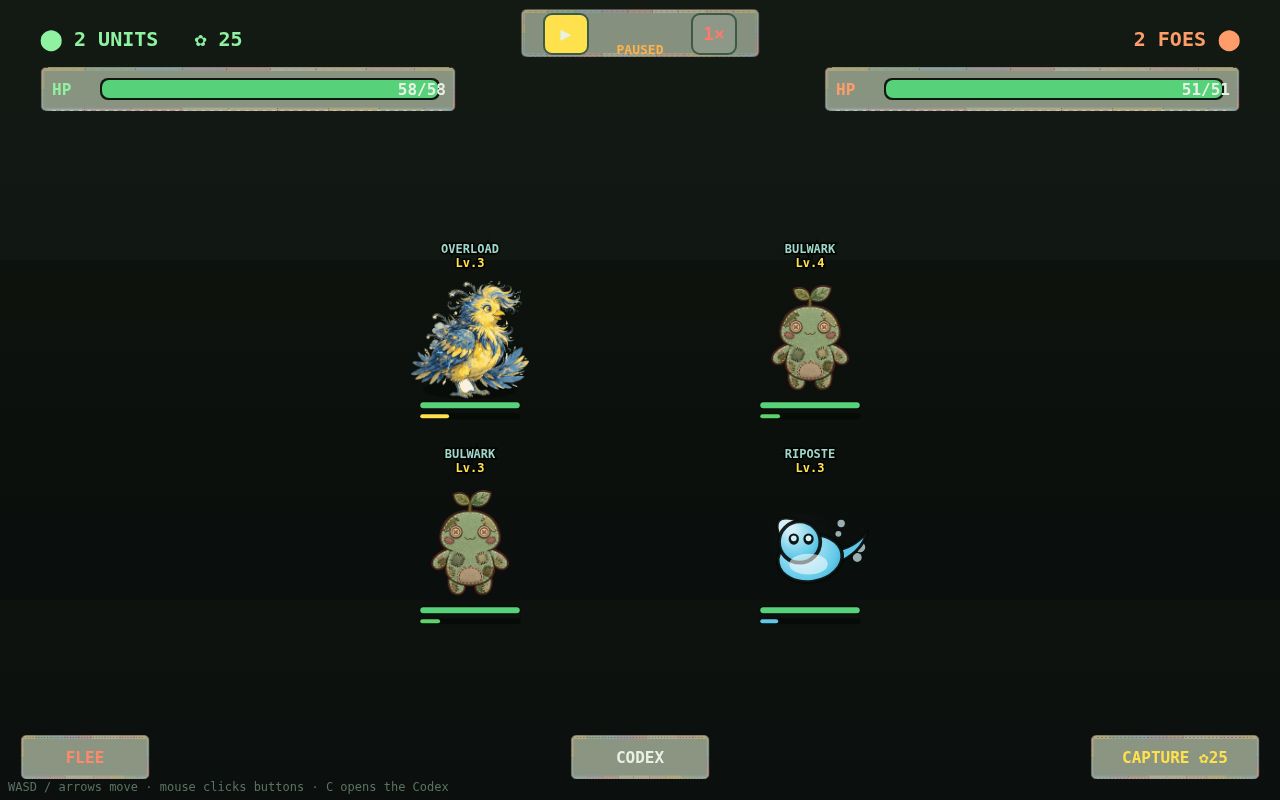 ⬤ 2 UNITS ✿ 25
▶
1×
PAUSED
2 FOES ⬤
HP 58/58
HP 51/51
OVERLOAD
Lv.3
BULWARK
Lv.4
BULWARK
Lv.3
RIPOSTE
Lv.3
FLEE
CODEX
CAPTURE ✿25
WASD / arrows move · mouse clicks buttons · C opens the Codex